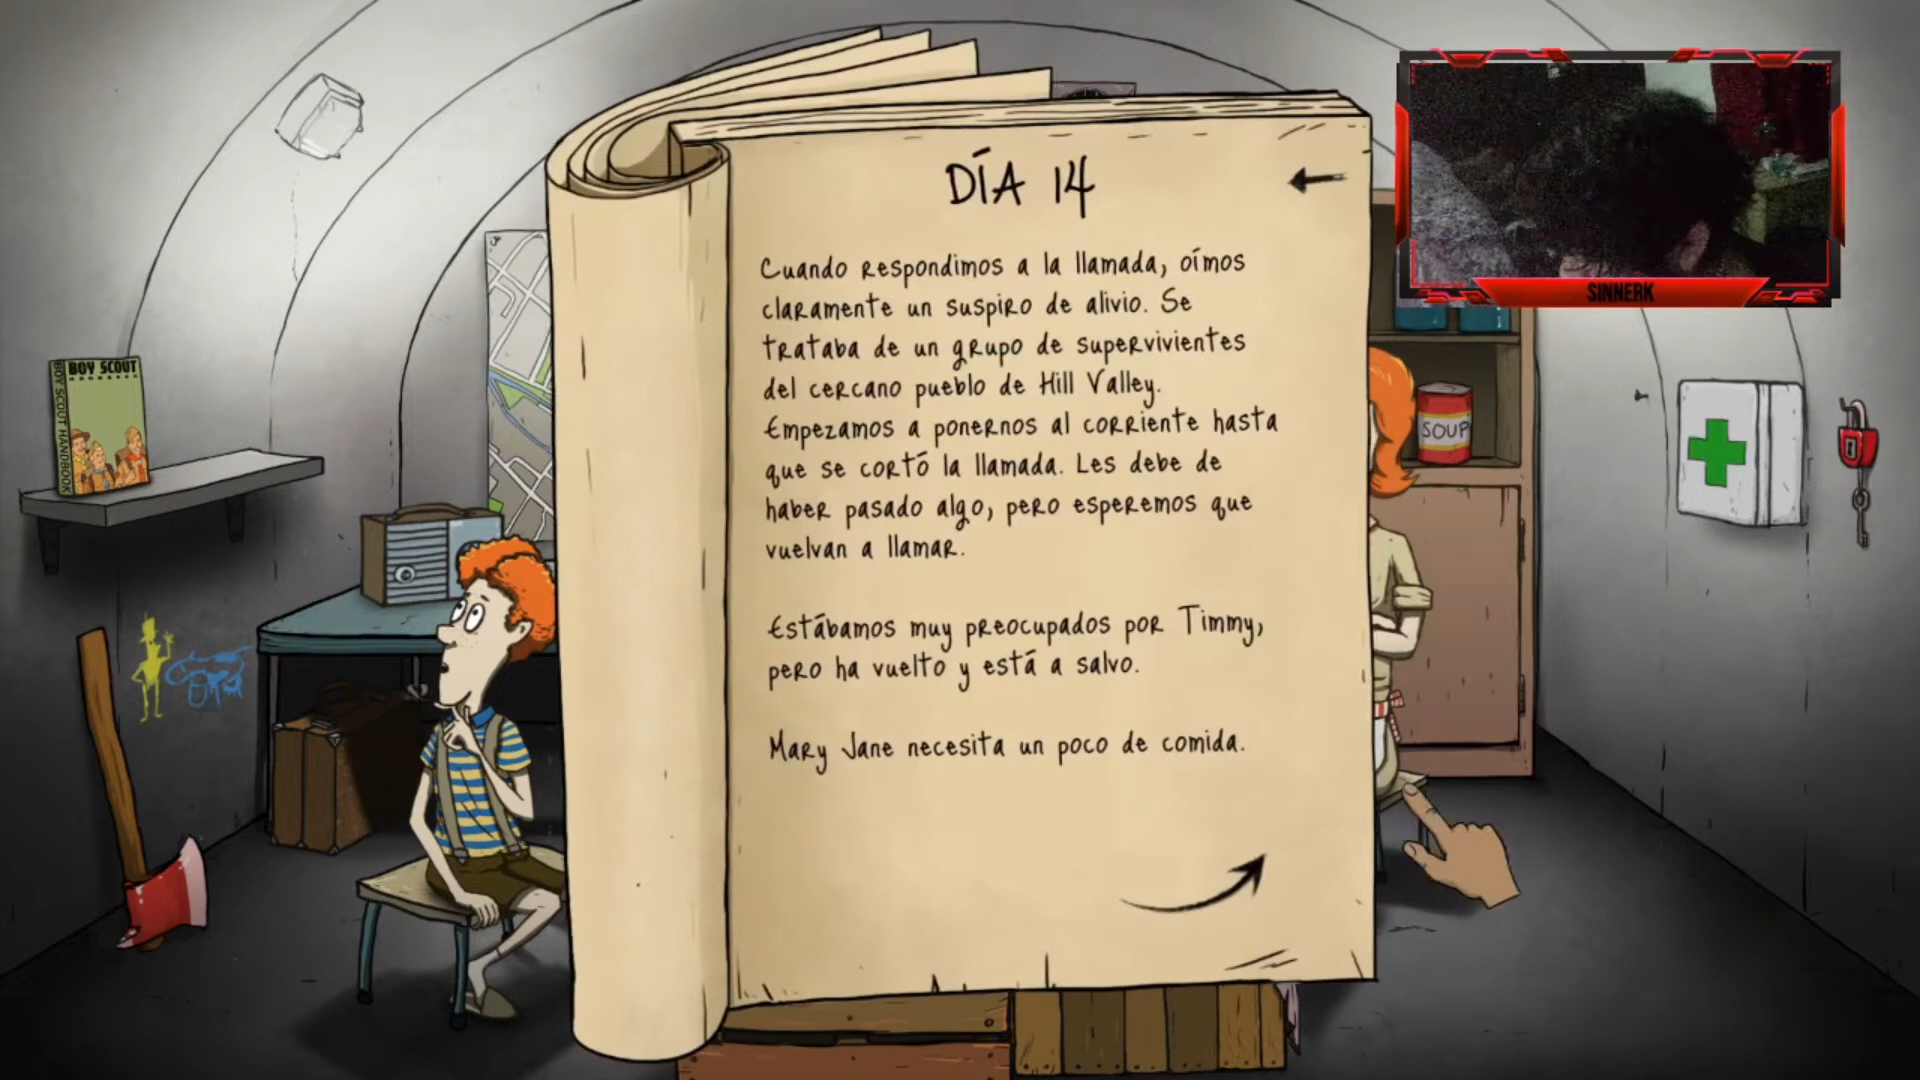 DÍA 14
Cuando respondimos a la llamada, oímos
claramente un suspiro de alivio. Se
trataba de un grupo de supervivientes
del cercano pueblo de Hill Valley.
Empezamos a ponernos al corriente hasta
que se cortó la llamada. Les debe de
haber pasado algo, pero esperemos que
vuelvan a llamar.
Estábamos muy preocupados por Timmy,
pero ha vuelto y está a salvo.
Mary Jane necesita un poco de comida.
SINNERK
BOY SCOUT
HANDBOOK
BOY SCOUT HANDBOOK
SOUP